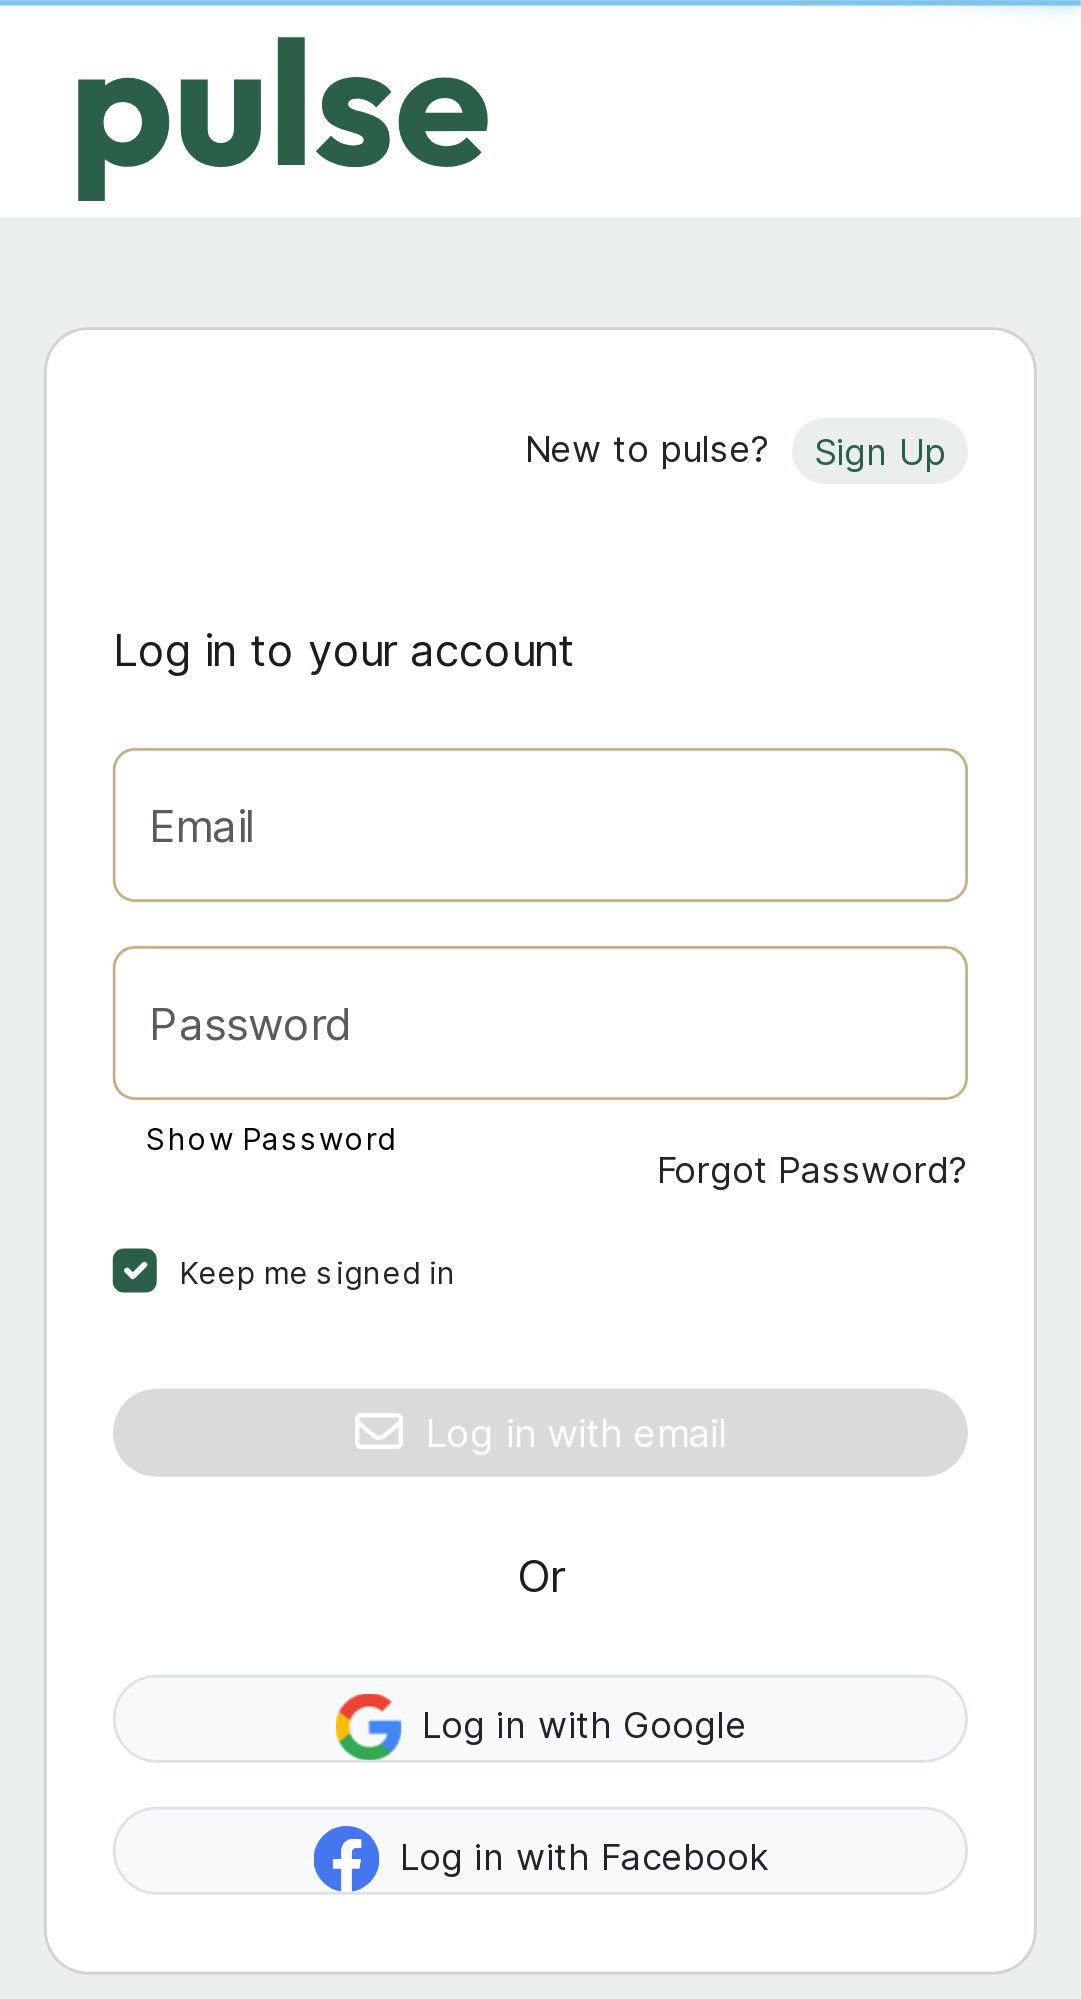 pulse
New to pulse? Sign Up
Log in to your account
Email
Password
Show Password
Forgot Password?
Keep me signed in
Log in with email
Or
Log in with Google
Log in with Facebook